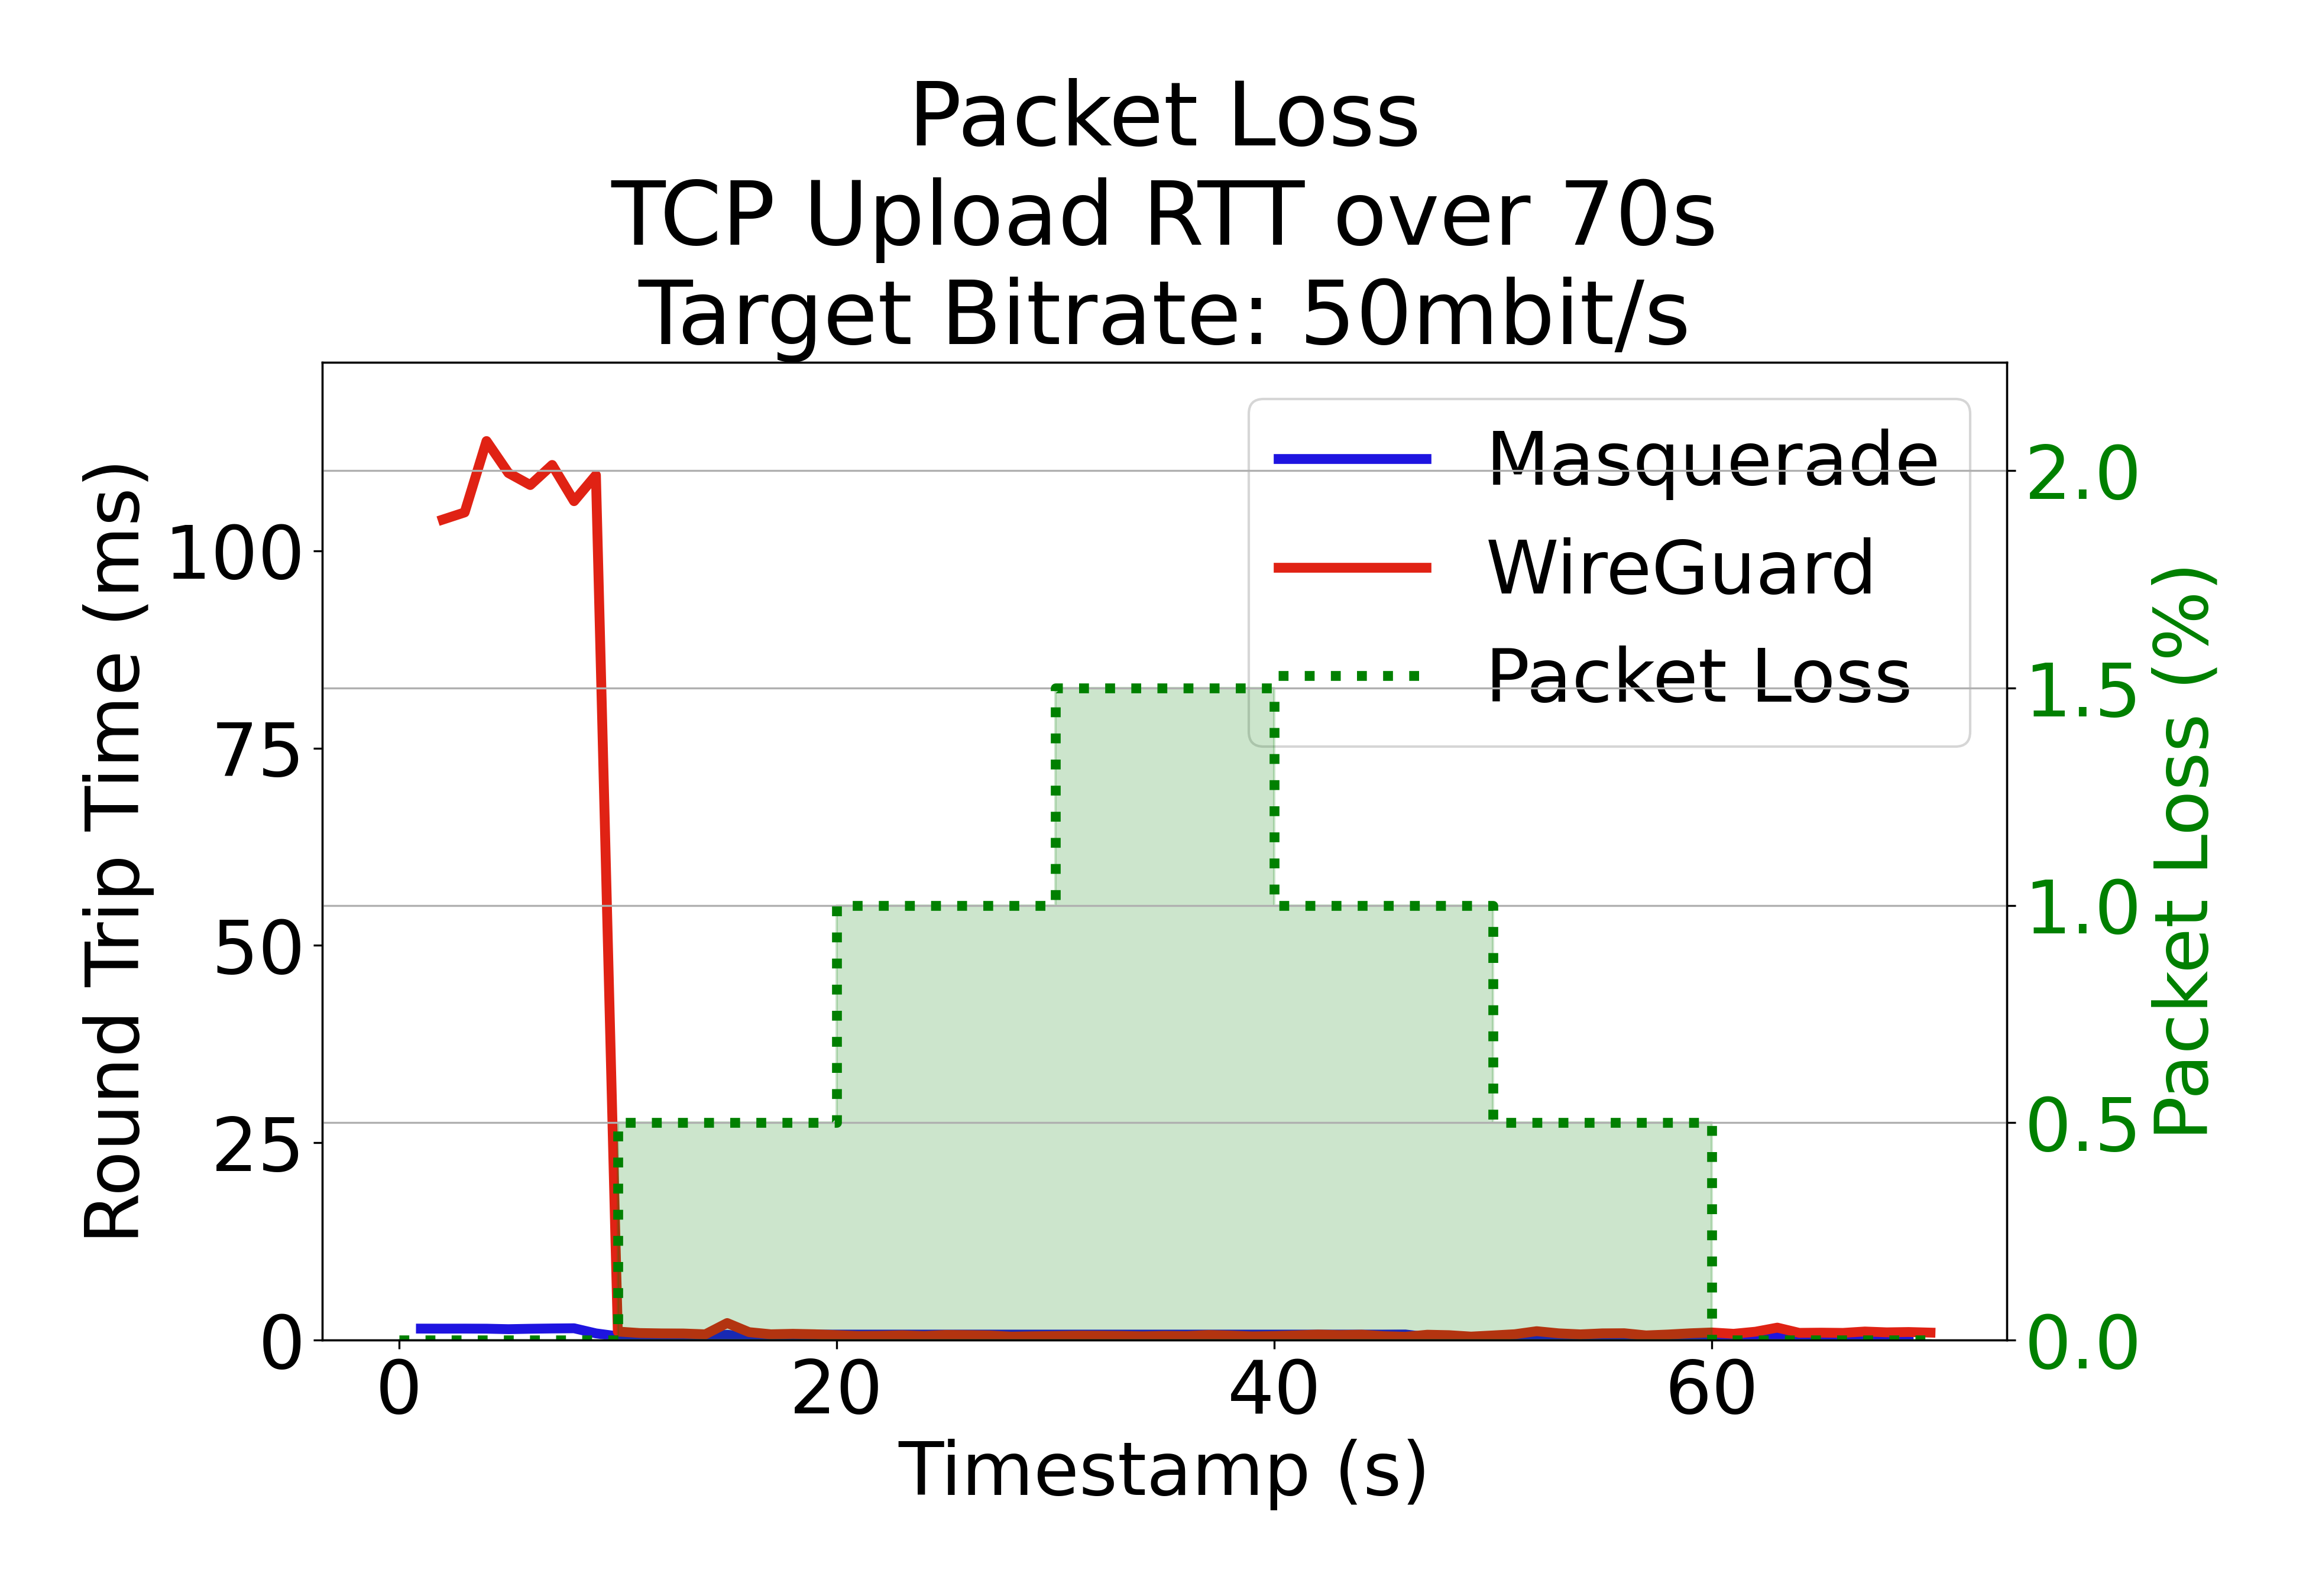 Packet Loss
TCP Upload RTT over 70s
Target Bitrate: 50mbit/s
Round Trip Time (ms)
100
75
50
25
0
Masquerade
WireGuard
Packet Loss
2.0
1.5
1.0
0.5
0.0
Packet Loss (%)
0 20 40 60
Timestamp (s)